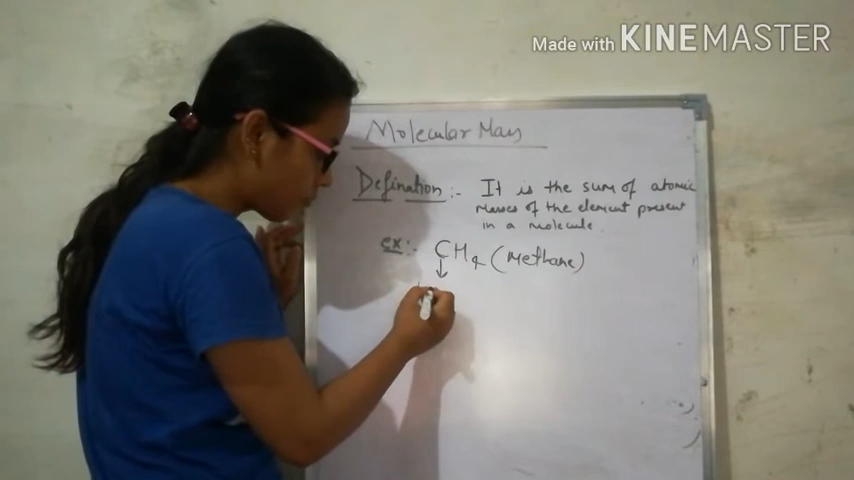 Made with KINEMASTER
Molecular Mass
Defination:- It is the sum of atomic
masses of the element present
in a molecule.
ex:- CH4 (Methane)